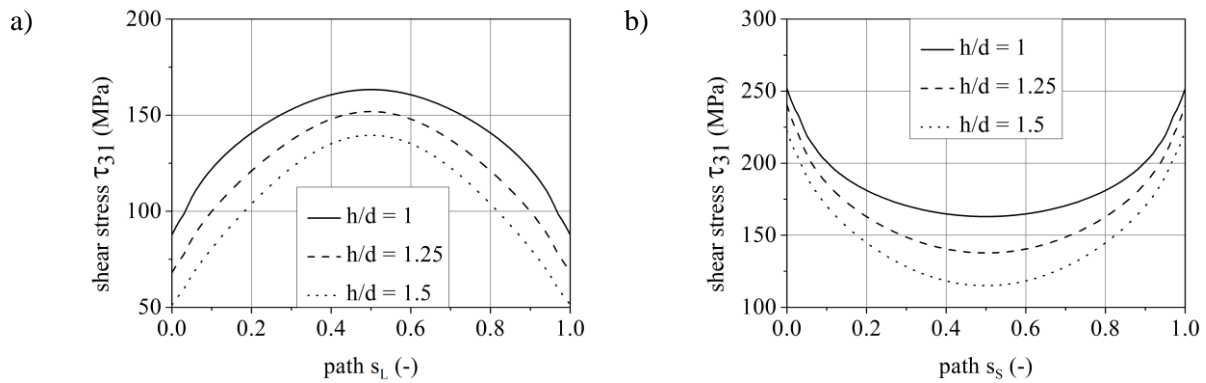 a)
200
150
100
50
shear stress τ31 (MPa)
h/d = 1
h/d = 1.25
h/d = 1.5
0.0 0.2 0.4 0.6 0.8 1.0
path sL (-)
b)
300
250
200
150
100
shear stress τ31 (MPa)
h/d = 1
h/d = 1.25
h/d = 1.5
0.0 0.2 0.4 0.6 0.8 1.0
path sS (-)